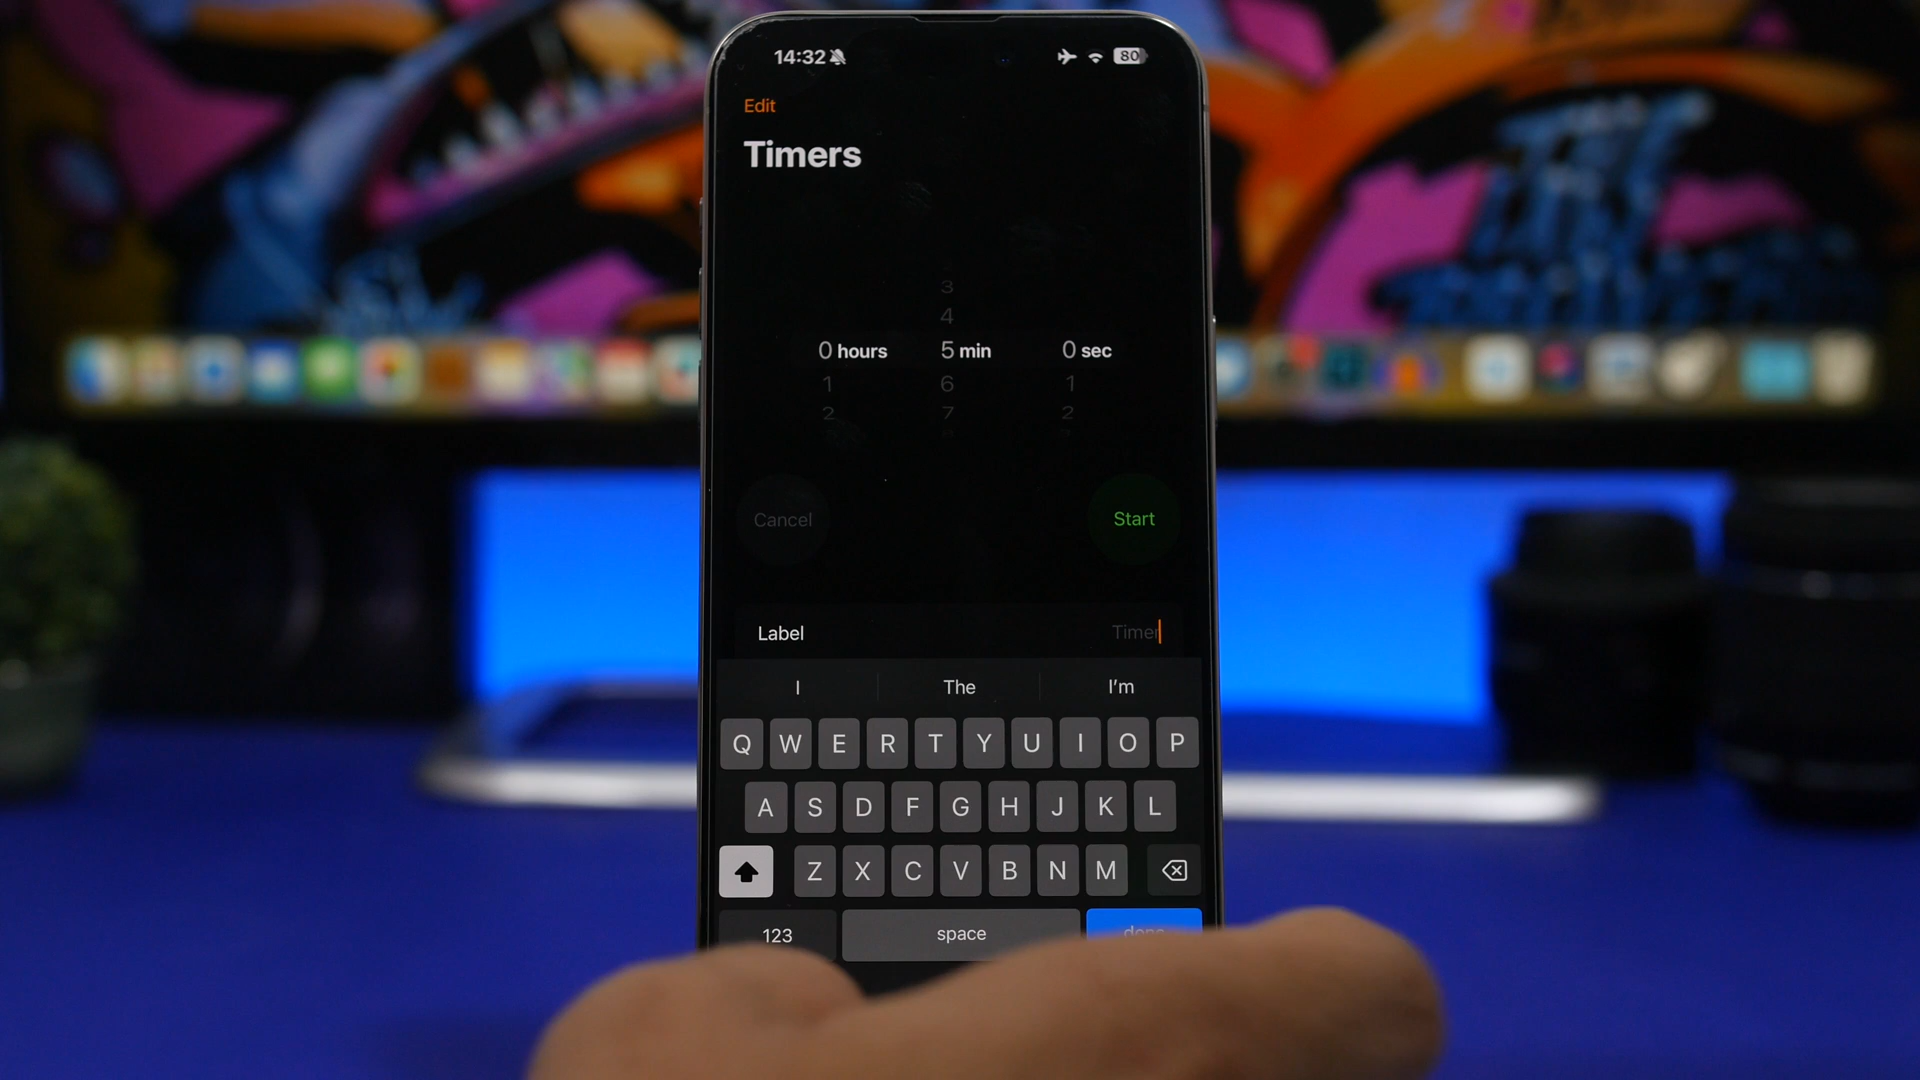 14:32 80
Edit
Timers
3
4
0 hours 5 min 0 sec
1 6 1
2 7 2
Cancel Start
Label Timer
I The I'm
Q W E R T Y U I O P
A S D F G H J K L
Z X C V B N M
123 space done